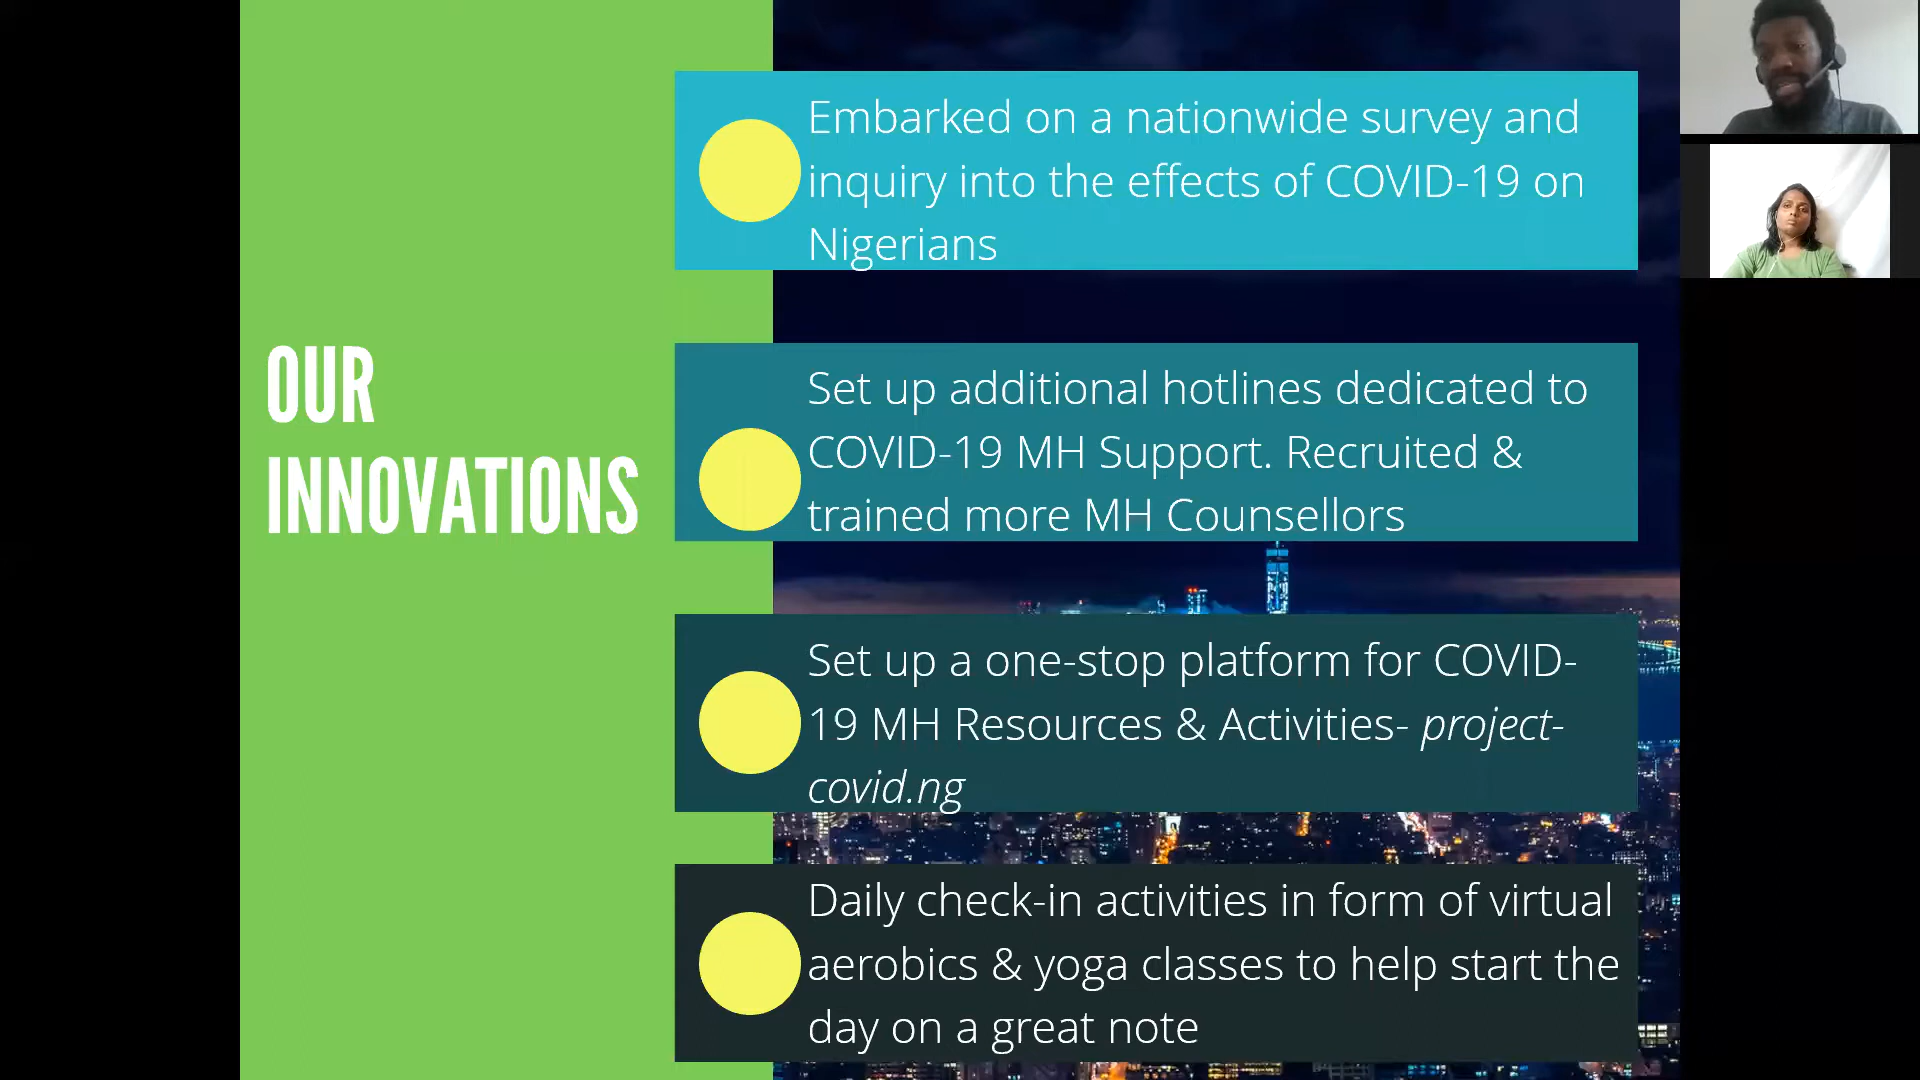 OUR
INNOVATIONS
Embarked on a nationwide survey and
inquiry into the effects of COVID-19 on
Nigerians
Set up additional hotlines dedicated to
COVID-19 MH Support. Recruited &
trained more MH Counsellors
Set up a one-stop platform for COVID-
19 MH Resources & Activities- project-
covid.ng
Daily check-in activities in form of virtual
aerobics & yoga classes to help start the
day on a great note